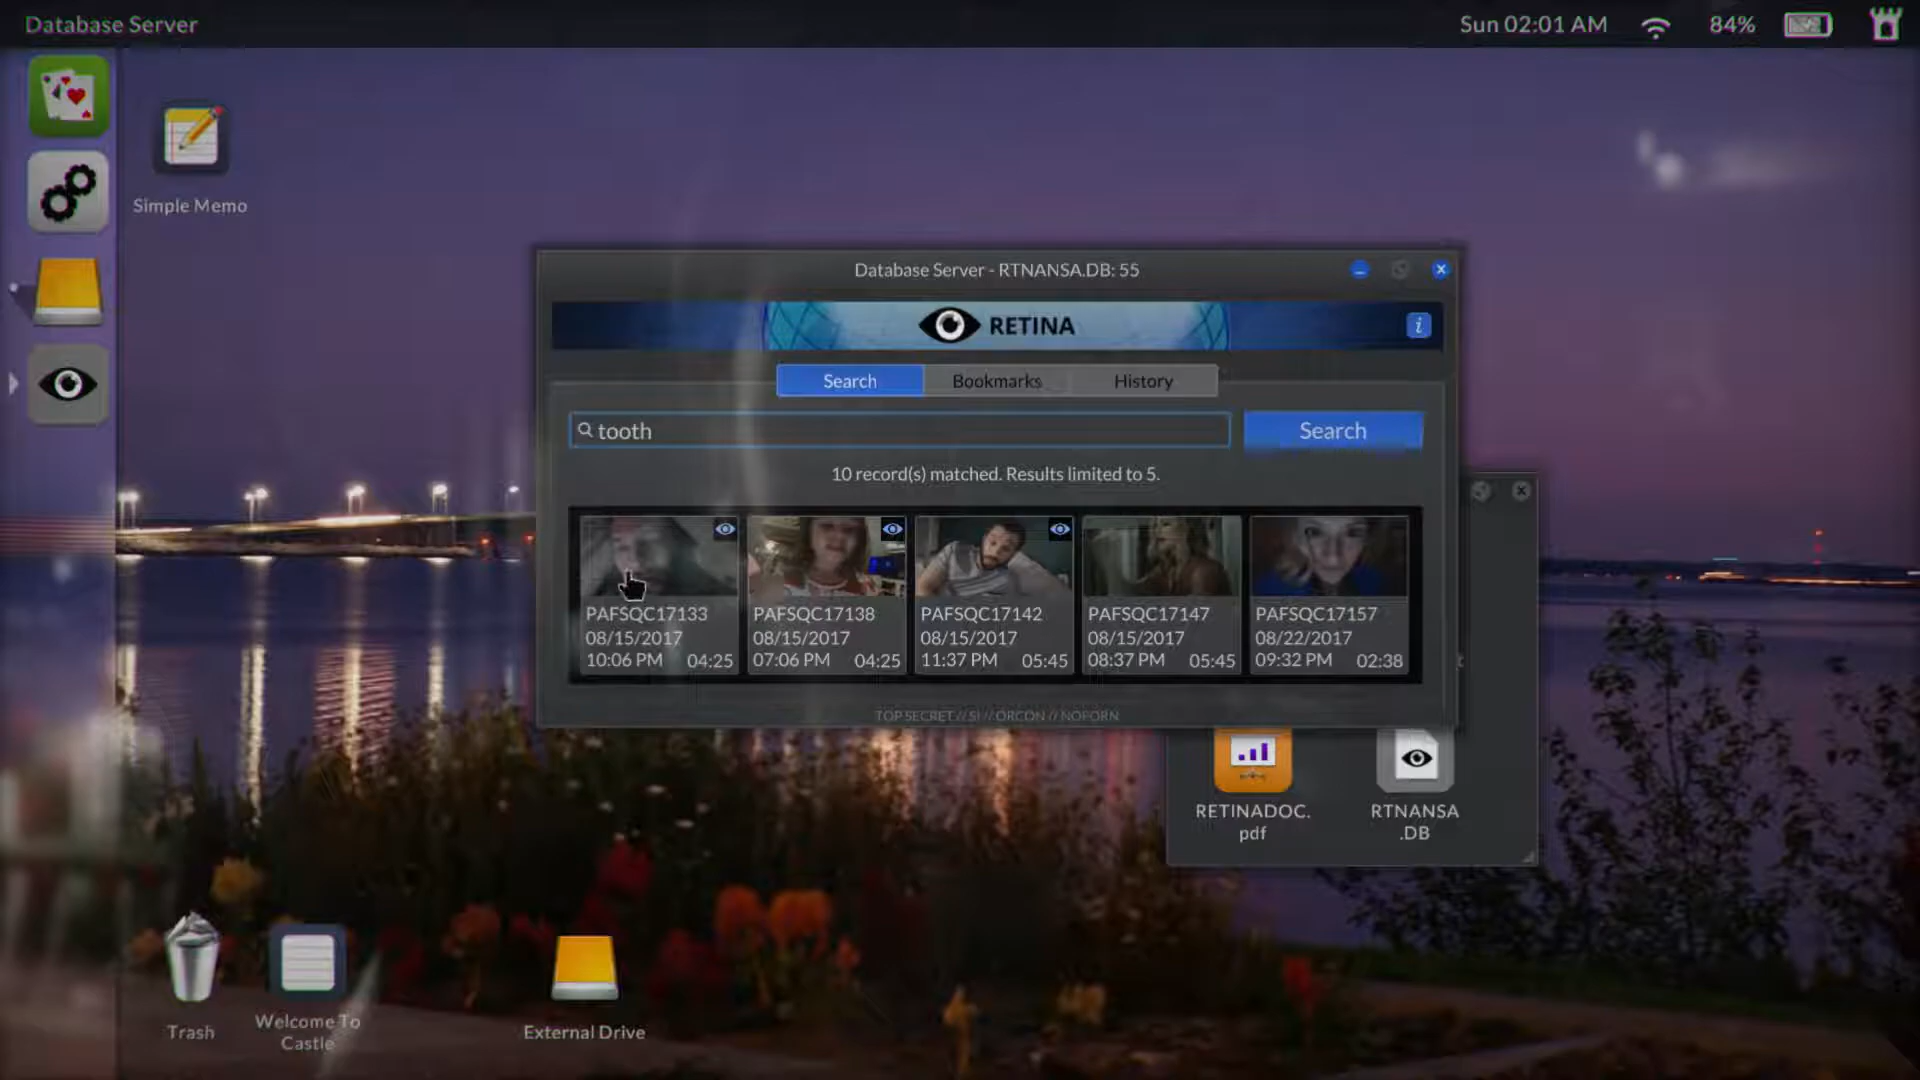 Database Server
Sun 02:01 AM
84%
Simple Memo
Database Server - RTNANSA.DB: 55
RETINA
i
Search
Bookmarks
History
tooth
Search
10 record(s) matched. Results limited to 5.
PAFSQC17133
08/15/2017
10:06 PM 04:25
PAFSQC17138
08/15/2017
07:06 PM 04:25
PAFSQC17142
08/15/2017
11:37 PM 05:45
PAFSQC17147
08/15/2017
08:37 PM 05:45
PAFSQC17157
08/22/2017
09:32 PM 02:38
TOP SECRET // SI // ORCON // NOFORN
RETINADOC.
pdf
RTNANSA
.DB
Trash
Welcome To
Castle
External Drive